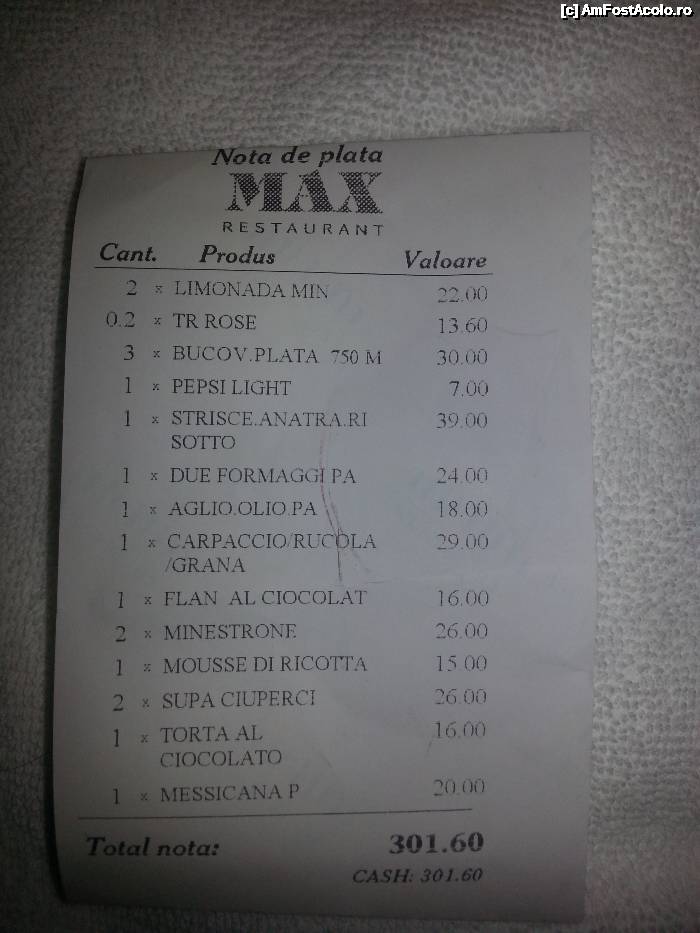 [c] AmFostAcolo.ro
Nota de plata
MAX
RESTAURANT
Cant. Produs Valoare
2 x LIMONADA MIN 22.00
0.2 x TR ROSE 13.60
3 x BUCOV.PLATA 750 M 30.00
1 x PEPSI LIGHT 7.00
1 x STRISCE.ANATRA.RI 39.00
SOTTO
1 x DUE FORMAGGI PA 24.00
1 x AGLIO.OLIO.PA 18.00
1 x CARPACCIO/RUCOLA 29.00
/GRANA
1 x FLAN AL CIOCOLAT 16.00
2 x MINESTRONE 26.00
1 x MOUSSE DI RICOTTA 15.00
2 x SUPA CIUPERCI 26.00
1 x TORTA AL 16.00
CIOCOLATO
1 x MESSICANA P 20.00
Total nota: 301.60
CASH: 301.60